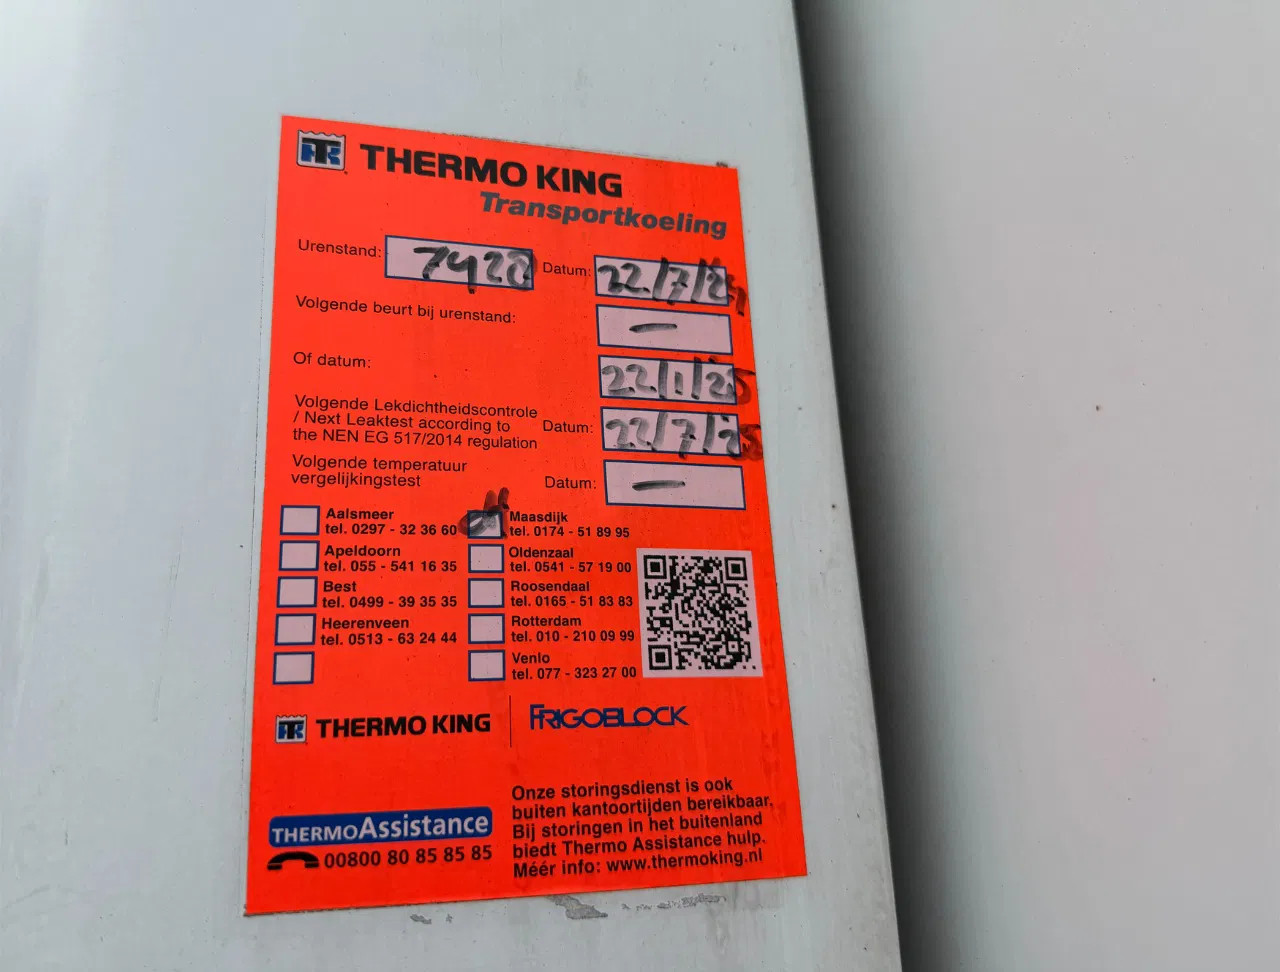 THERMO KING
Transportkoeling
Urenstand: 7420 Datum: 22/7/24
Volgende beurt bij urenstand: —
Of datum: 22/1/25
Volgende Lekdichtheidscontrole
/ Next Leaktest according to Datum: 22/7/25
the NEN EG 517/2014 regulation
Volgende temperatuur
vergelijkingstest Datum: —
Aalsmeer
tel. 0297 - 32 36 60
Apeldoorn
tel. 055 - 541 16 35
Best
tel. 0499 - 39 35 35
Heerenveen
tel. 0513 - 63 24 44
Maasdijk
tel. 0174 - 51 89 95
Oldenzaal
tel. 0541 - 57 19 00
Roosendaal
tel. 0165 - 51 83 83
Rotterdam
tel. 010 - 210 09 99
Venlo
tel. 077 - 323 27 00
THERMO KING
FRIGOBLOCK
THERMOAssistance
00800 80 85 85 85
Onze storingsdienst is ook
buiten kantoortijden bereikbaar.
Bij storingen in het buitenland
biedt Thermo Assistance hulp.
Méér info: www.thermoking.nl